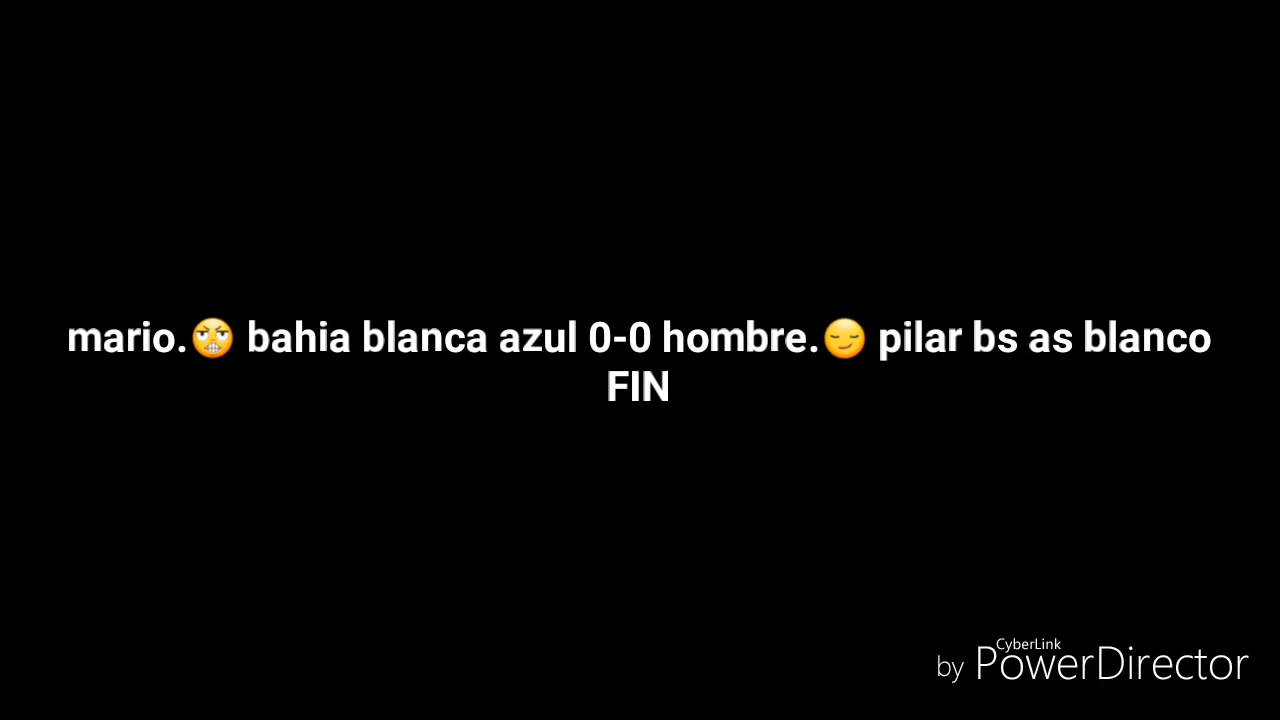 mario.😬 bahia blanca azul 0-0 hombre.😏 pilar bs as blanco
FIN
CyberLink
by PowerDirector